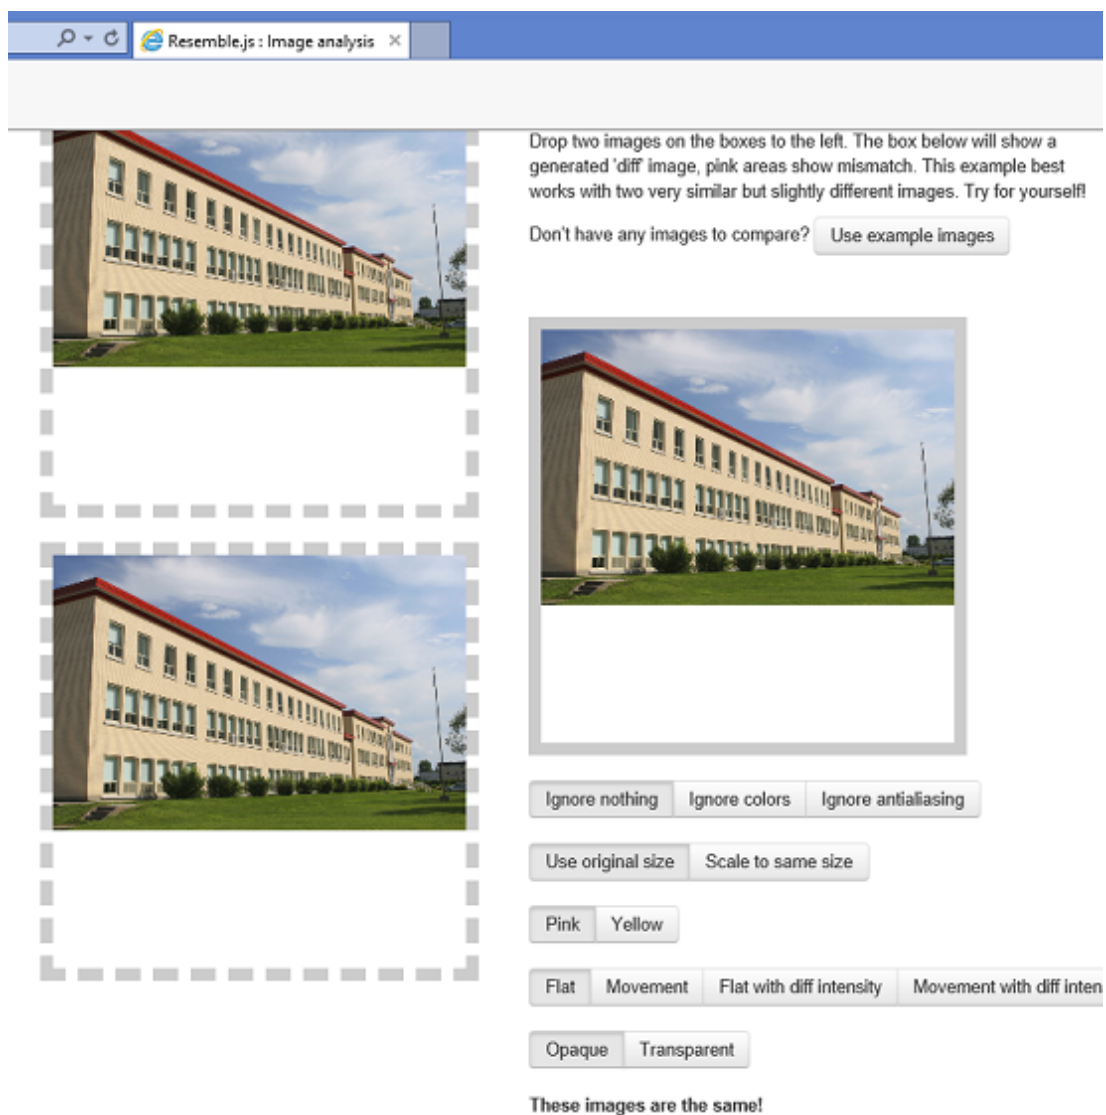 Resemble.js : Image analysis
Drop two images on the boxes to the left. The box below will show a
generated 'diff' image, pink areas show mismatch. This example best
works with two very similar but slightly different images. Try for yourself!
Don't have any images to compare? Use example images
Ignore nothing Ignore colors Ignore antialiasing
Use original size Scale to same size
Pink Yellow
Flat Movement Flat with diff intensity Movement with diff inten
Opaque Transparent
These images are the same!